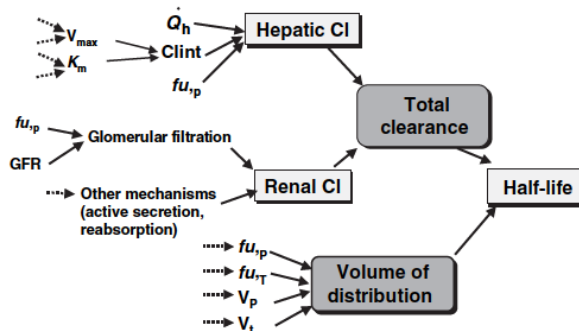 Q̇h
Hepatic Cl
Vmax
Clint
Km
fu,p
Total
clearance
fu,p
Glomerular filtration
GFR
Renal Cl
Half-life
Other mechanisms
(active secretion,
reabsorption)
fu,P
fu,T
Volume of
distribution
VP
Vt